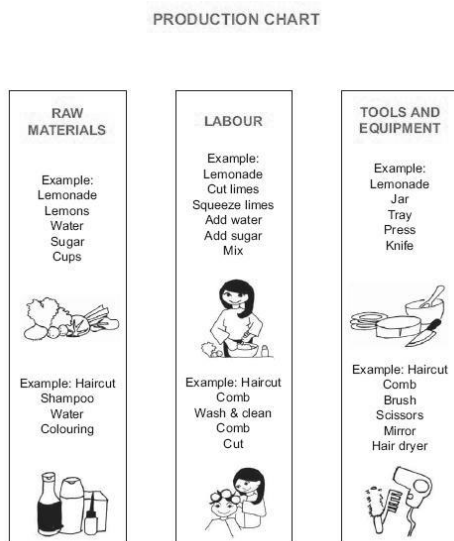 PRODUCTION CHART
RAW
MATERIALS
Example:
Lemonade
Lemons
Water
Sugar
Cups
Example: Haircut
Shampoo
Water
Colouring
LABOUR
Example:
Lemonade
Cut limes
Squeeze limes
Add water
Add sugar
Mix
Example: Haircut
Comb
Wash & clean
Comb
Cut
TOOLS AND
EQUIPMENT
Example:
Lemonade
Jar
Tray
Press
Knife
Example: Haircut
Comb
Brush
Scissors
Mirror
Hair dryer